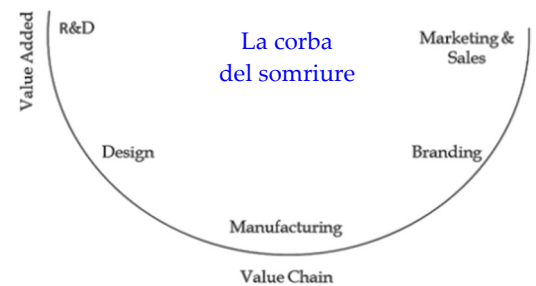 Value Added
R&D
La corba
del somriure
Marketing &
Sales
Design
Branding
Manufacturing
Value Chain